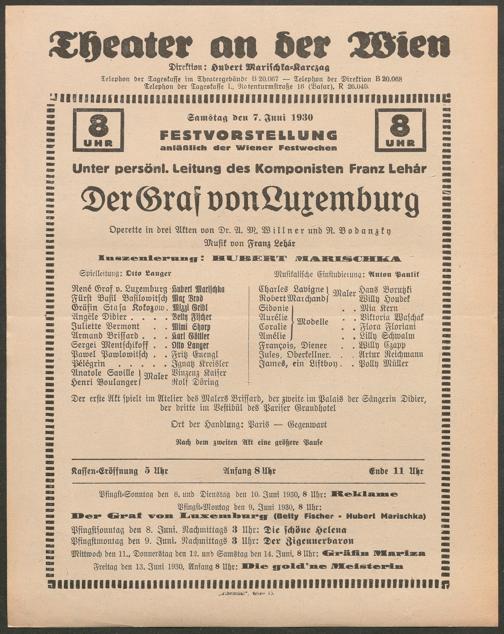 Theater an der Wien
Direktion: Hubert Marischka-Karczag
Telephon der Tageskasse im Theatergebäude B 20.067 — Telephon der Direktion B 20.068
Telephon der Tageskasse I., Rotenturmstraße 16 (Bazar), R 26.040.
8 UHR
Samstag den 7. Juni 1930
FESTVORSTELLUNG
anläßlich der Wiener Festwochen
8 UHR
Unter persönl. Leitung des Komponisten Franz Lehár
Der Graf von Luxemburg
Operette in drei Akten von Dr. A. M. Willner und R. Bodanzky
Musik von Franz Lehár
Inszenierung: HUBERT MARISCHKA
Spielleitung: Otto Langer
Musikalische Einstudierung: Anton Paulik
René Graf v. Luxemburg Hubert Marischka
Fürst Basil Basilowitsch Max Brod
Gräfin Stasa Kokozow. Mizzi Gribl
Angèle Didier . . . Betty Fischer
Juliette Vermont . . . Mimi Shorp
Armand Brissard . . . Karl Göttler
Sergei Mentschikoff . . Otto Langer
Pawel Pawlowitsch . . Fritz Guengl
Pélégrin . . . . . Ignatz Kreisler
Anatole Saville } Maler Vinzenz Kaiser
Henri Boulanger Rolf Döring
Charles Lavigne } Maler Hans Borutzki
Robert Marchand Willy Houdek
Sidonie . . Mia Kern
Aurélie } Modelle . . Viktoria Waschak
Coralie . . Flora Floriani
Amélie . . Lilly Schwalm
François, Diener . . Willy Czapp
Jules, Oberkellner. . . Artur Reichmann
James, ein Liftboy . . Polly Müller
Der erste Akt spielt im Atelier des Malers Brissard, der zweite im Palais der Sängerin Didier,
der dritte im Vestibül des Pariser Grandhotel
Ort der Handlung: Paris — Gegenwart
Nach dem zweiten Akt eine größere Pause
Kassen-Eröffnung 5 Uhr Anfang 8 Uhr Ende 11 Uhr
Pfingst-Sonntag den 8. und Dienstag den 10. Juni 1930, 8 Uhr: Reklame
Pfingst-Montag den 9. Juni 1930, 8 Uhr:
Der Graf von Luxemburg (Betty Fischer - Hubert Marischka)
Pfingstsonntag den 8. Juni, Nachmittags 3 Uhr: Die schöne Helena
Pfingstmontag den 9. Juni, Nachmittags 3 Uhr: Der Zigeunerbaron
Mittwoch den 11., Donnerstag den 12. und Samstag den 14. Juni, 8 Uhr: Gräfin Mariza
Freitag den 13. Juni 1930, Anfang 8 Uhr: Die gold'ne Meisterin